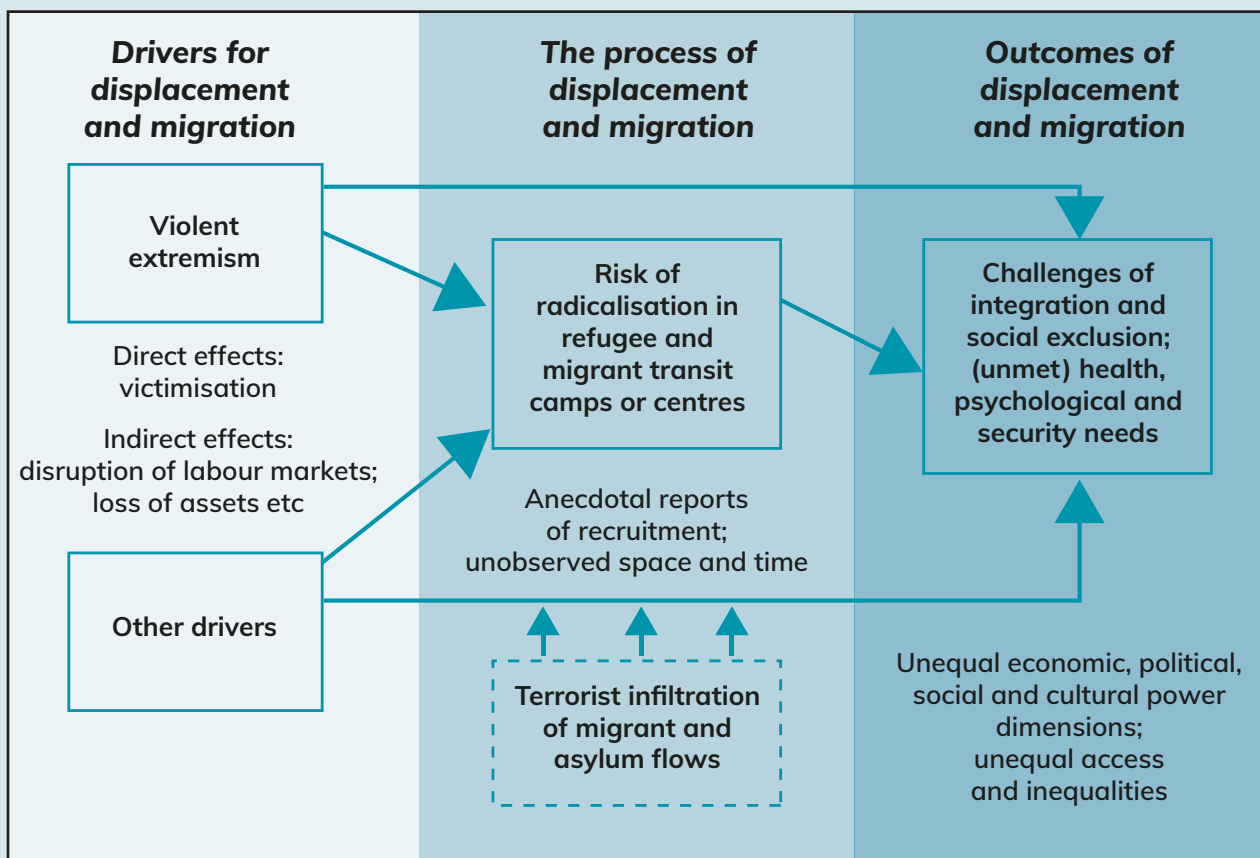 Drivers for
displacement
and migration
Violent
extremism
Direct effects:
victimisation
Indirect effects:
disruption of labour markets;
loss of assets etc
Other drivers
The process of
displacement
and migration
Risk of
radicalisation in
refugee and
migrant transit
camps or centres
Anecdotal reports
of recruitment;
unobserved space and time
Terrorist infiltration
of migrant and
asylum flows
Outcomes of
displacement
and migration
Challenges of
integration and
social exclusion;
(unmet) health,
psychological and
security needs
Unequal economic, political,
social and cultural power
dimensions;
unequal access
and inequalities